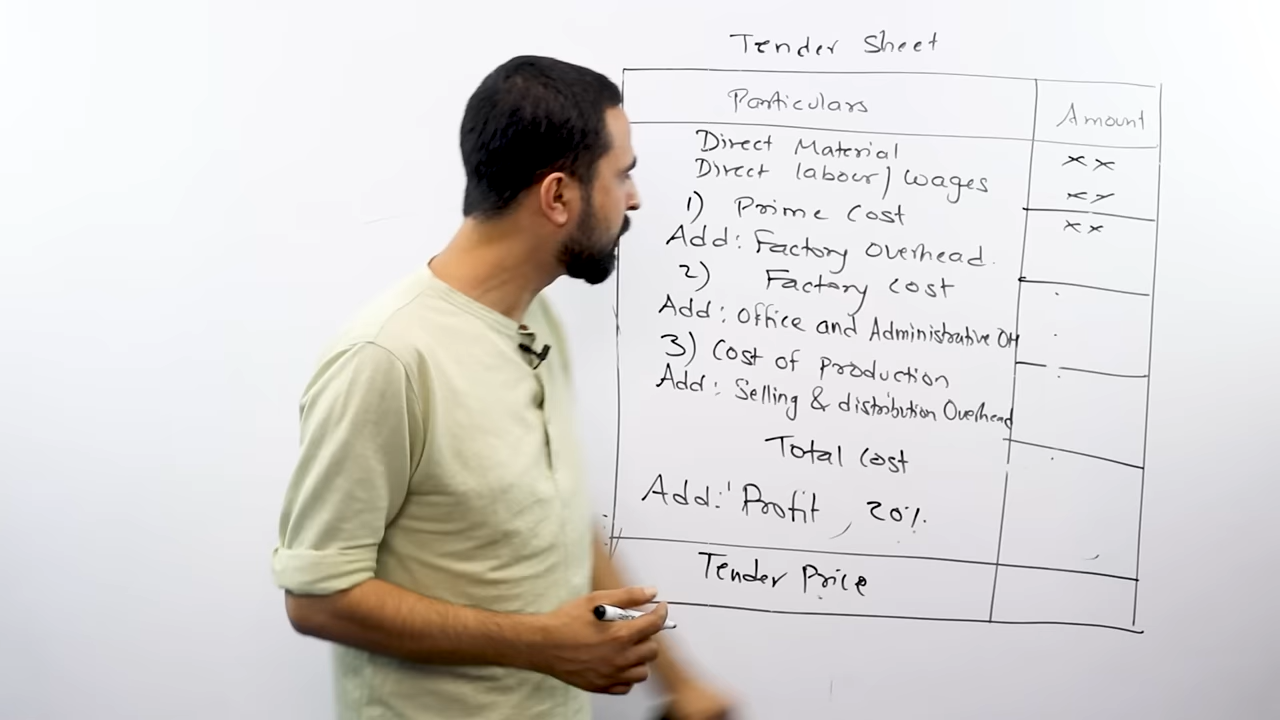 Tender Sheet
Particulars Amount
Direct Material xx
Direct labour/Wages xx
1) Prime Cost xx
Add: Factory Overhead.
2) Factory Cost
Add: Office and Administrative OH
3) Cost of production
Add: Selling & distribution Overhead
Total Cost
Add: Profit, 20%
Tender Price